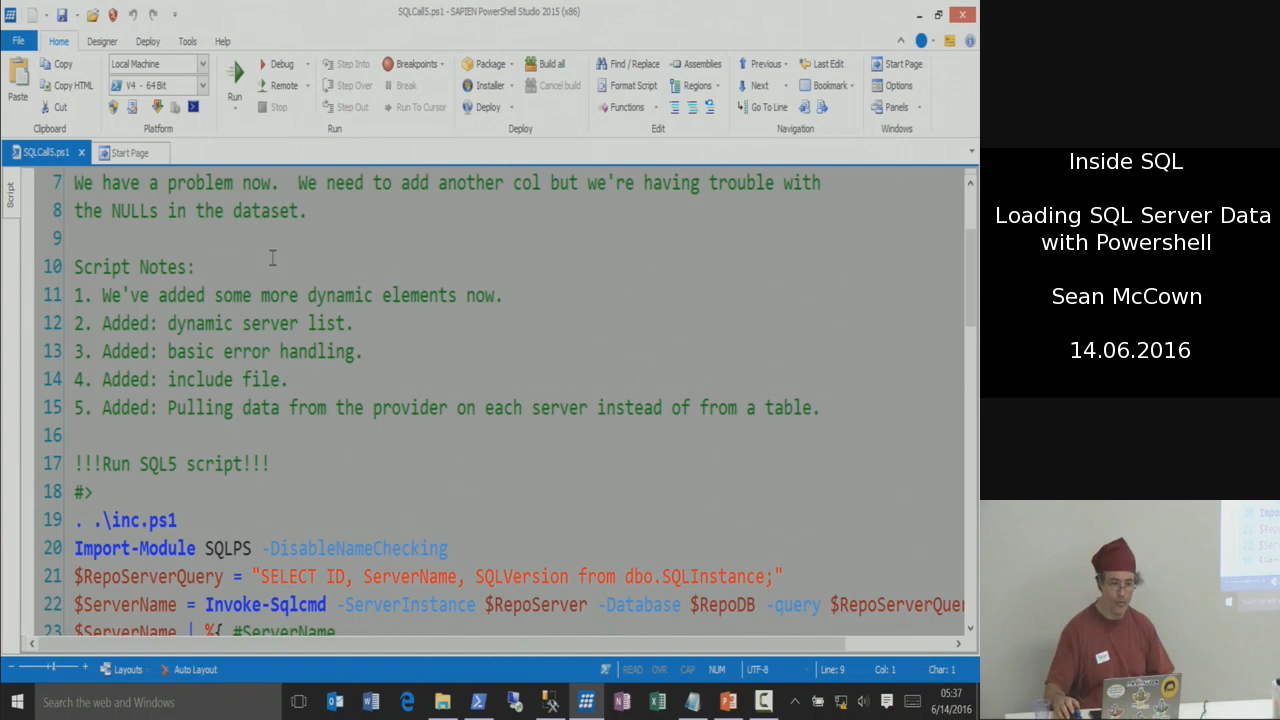 SQLCall5.ps1 - SAPIEN PowerShell Studio 2015 (x86)
File Home Designer Deploy Tools Help
Paste
Copy
Copy HTML
Cut
Clipboard
Local Machine
V4 - 64 Bit
Platform
Run
Debug
Remote
Stop
Step Into
Step Over
Step Out
Breakpoints
Break
Run To Cursor
Run
Package
Installer
Deploy
Build all
Cancel build
Deploy
Find / Replace
Format Script
Functions
Assemblies
Regions
Edit
Previous
Next
Go To Line
Last Edit
Bookmark
Navigation
Start Page
Options
Panels
Windows
SQLCall5.ps1
Start Page
Script
7 We have a problem now. We need to add another col but we're having trouble with
8 the NULLs in the dataset.
9
10 Script Notes:
11 1. We've added some more dynamic elements now.
12 2. Added: dynamic server list.
13 3. Added: basic error handling.
14 4. Added: include file.
15 5. Added: Pulling data from the provider on each server instead of from a table.
16
17 !!!Run SQL5 script!!!
18 #>
19 . .\inc.ps1
20 Import-Module SQLPS -DisableNameChecking
21 $RepoServerQuery = "SELECT ID, ServerName, SQLVersion from dbo.SQLInstance;"
22 $ServerName = Invoke-Sqlcmd -ServerInstance $RepoServer -Database $RepoDB -query $RepoServerQuer
23 $ServerName | %{ #ServerName
Layouts
Auto Layout
READ OVR CAP NUM UTF-8 Line: 9 Col: 1 Char: 1
Search the web and Windows
05:37
6/14/2016
Inside SQL
Loading SQL Server Data
with Powershell
Sean McCown
14.06.2016